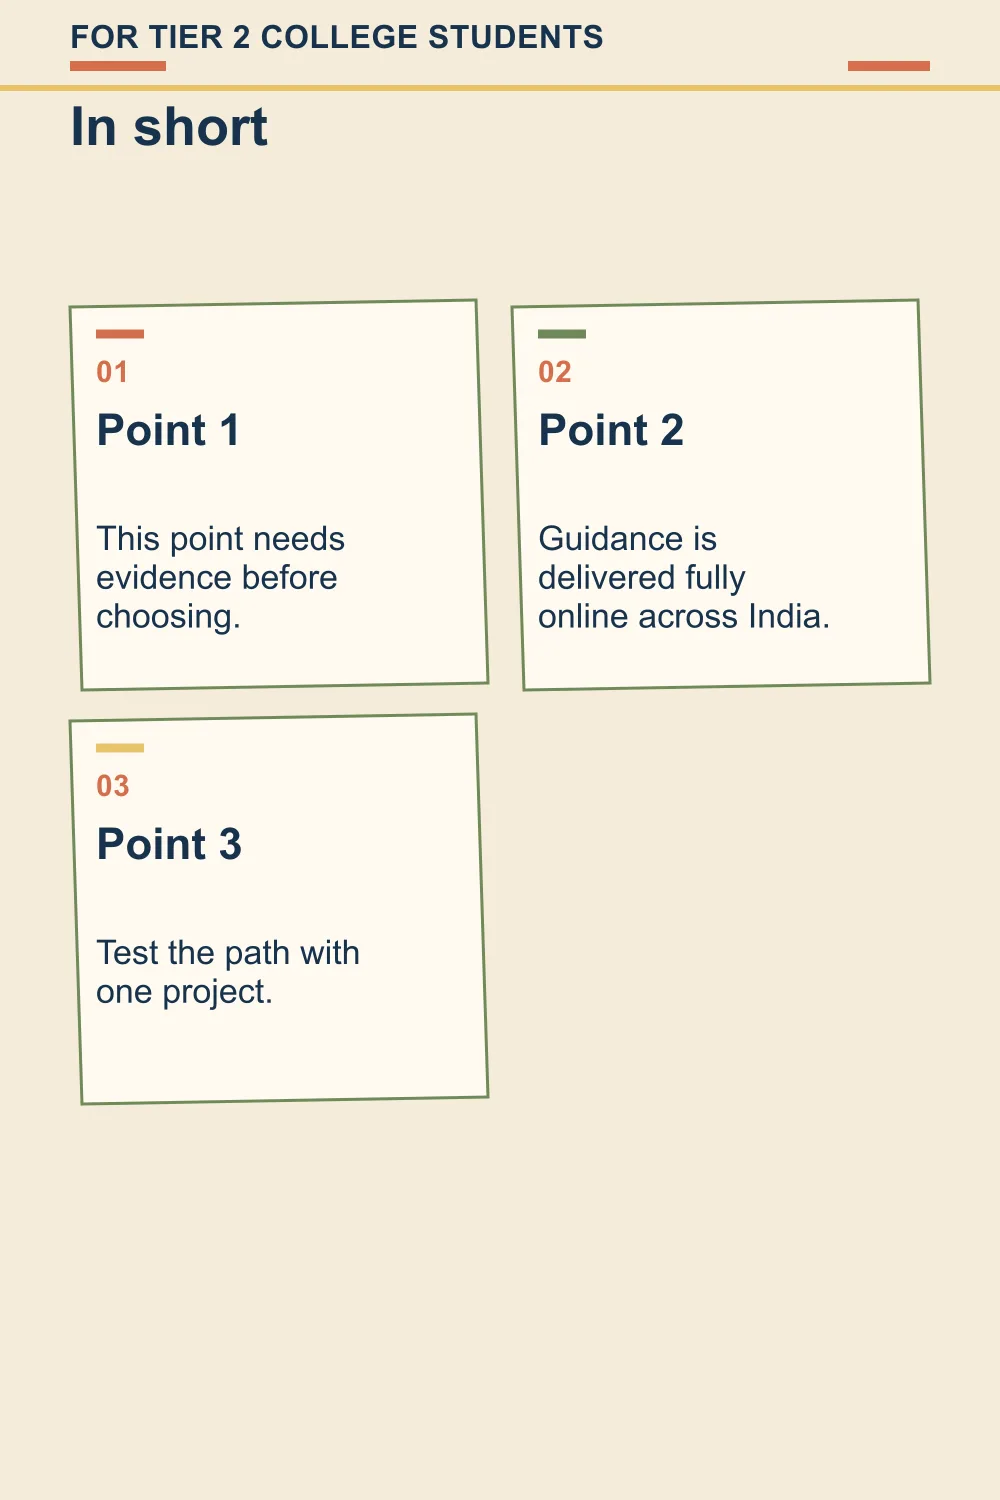 FOR TIER 2 COLLEGE STUDENTS
In short
01
Point 1
This point needs
evidence before
choosing.
02
Point 2
Guidance is
delivered fully
online across India.
03
Point 3
Test the path with
one project.